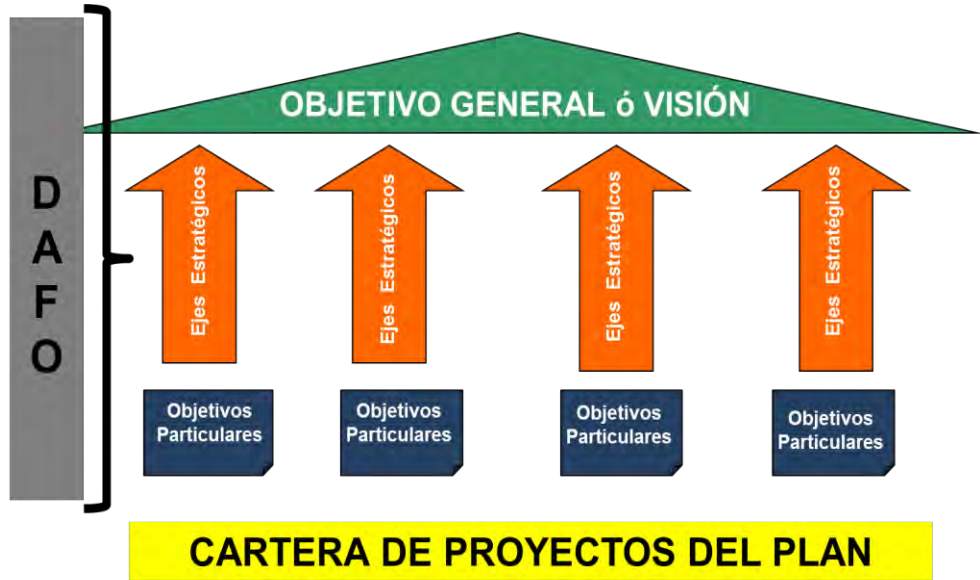 D
A
F
O
OBJETIVO GENERAL ó VISIÓN
Ejes Estratégicos
Ejes Estratégicos
Ejes Estratégicos
Ejes Estratégicos
Objetivos
Particulares
Objetivos
Particulares
Objetivos
Particulares
Objetivos
Particulares
CARTERA DE PROYECTOS DEL PLAN